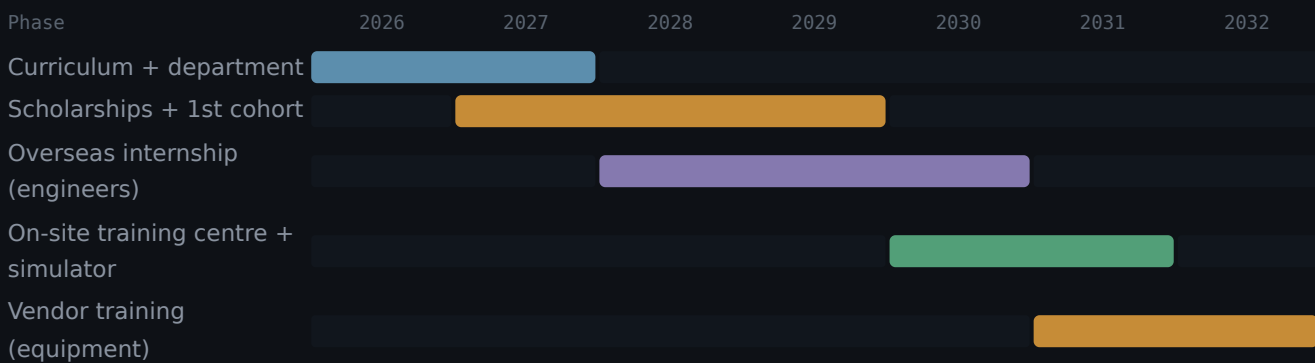 Phase 2026 2027 2028 2029 2030 2031 2032
Curriculum + department
Scholarships + 1st cohort
Overseas internship
(engineers)
On-site training centre +
simulator
Vendor training
(equipment)